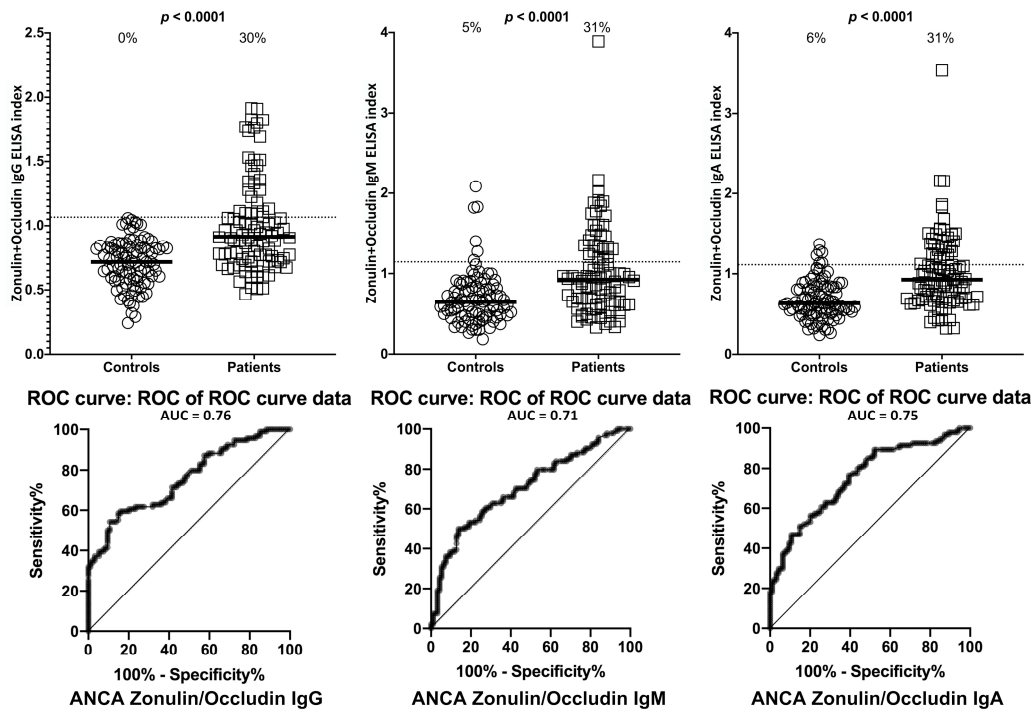 p < 0.0001
0%
30%
Zonulin+Occludin IgG ELISA index
2.5
2.0
1.5
1.0
0.5
0.0
Controls
Patients
p < 0.0001
5%
31%
Zonulin+Occludin IgM ELISA index
4
3
2
1
0
Controls
Patients
p < 0.0001
6%
31%
Zonulin+Occludin IgA ELISA index
4
3
2
1
0
Controls
Patients
ROC curve: ROC of ROC curve data
AUC = 0.76
Sensitivity%
100
80
60
40
20
0
0 20 40 60 80 100
100% - Specificity%
ANCA Zonulin/Occludin IgG
ROC curve: ROC of ROC curve data
AUC = 0.71
Sensitivity%
100
80
60
40
20
0
0 20 40 60 80 100
100% - Specificity%
ANCA Zonulin/Occludin IgM
ROC curve: ROC of ROC curve data
AUC = 0.75
Sensitivity%
100
80
60
40
20
0
0 20 40 60 80 100
100% - Specificity%
ANCA Zonulin/Occludin IgA